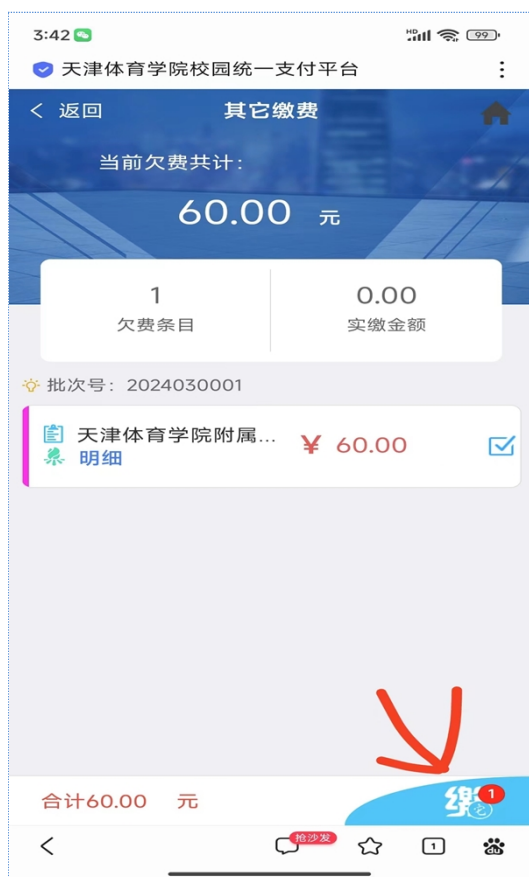 3:42
HD 99
天津体育学院校园统一支付平台
返回 其它缴费
当前欠费共计:
60.00 元
1 0.00
欠费条目 实缴金额
批次号: 2024030001
天津体育学院附属... ¥ 60.00
明细
合计60.00 元
缴 1
抢沙发
1
du